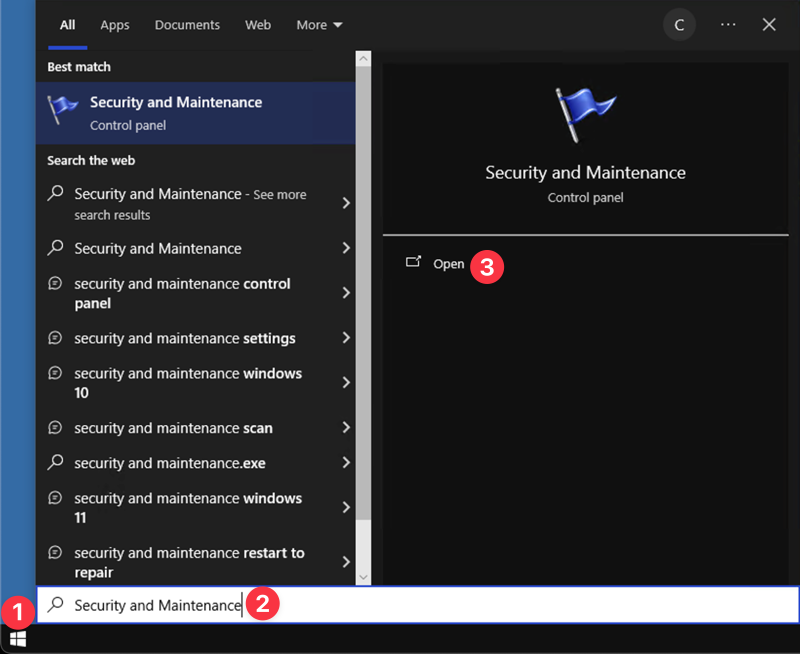 All Apps Documents Web More C ...
Best match
Security and Maintenance
Control panel
Search the web
Security and Maintenance - See more
search results
Security and Maintenance
security and maintenance control
panel
security and maintenance settings
security and maintenance windows
10
security and maintenance scan
security and maintenance.exe
security and maintenance windows
11
security and maintenance restart to
repair
Security and Maintenance
Control panel
Open 3
Security and Maintenance 2
1